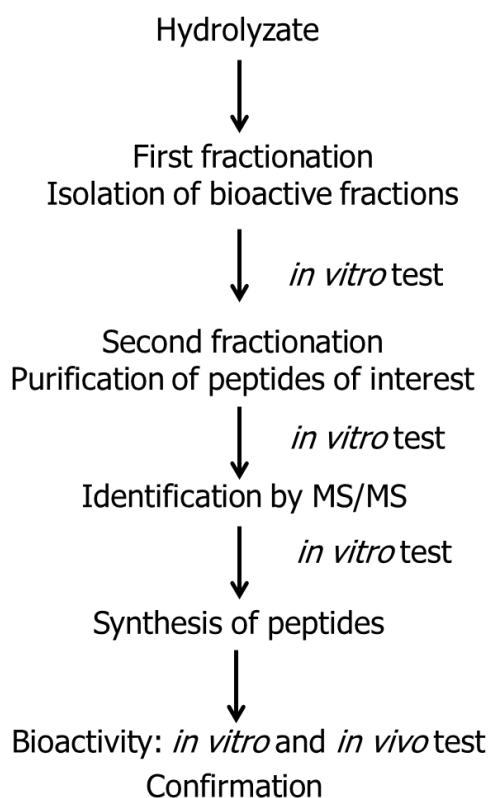 Hydrolyzate
First fractionation
Isolation of bioactive fractions
in vitro test
Second fractionation
Purification of peptides of interest
in vitro test
Identification by MS/MS
in vitro test
Synthesis of peptides
Bioactivity: in vitro and in vivo test
Confirmation